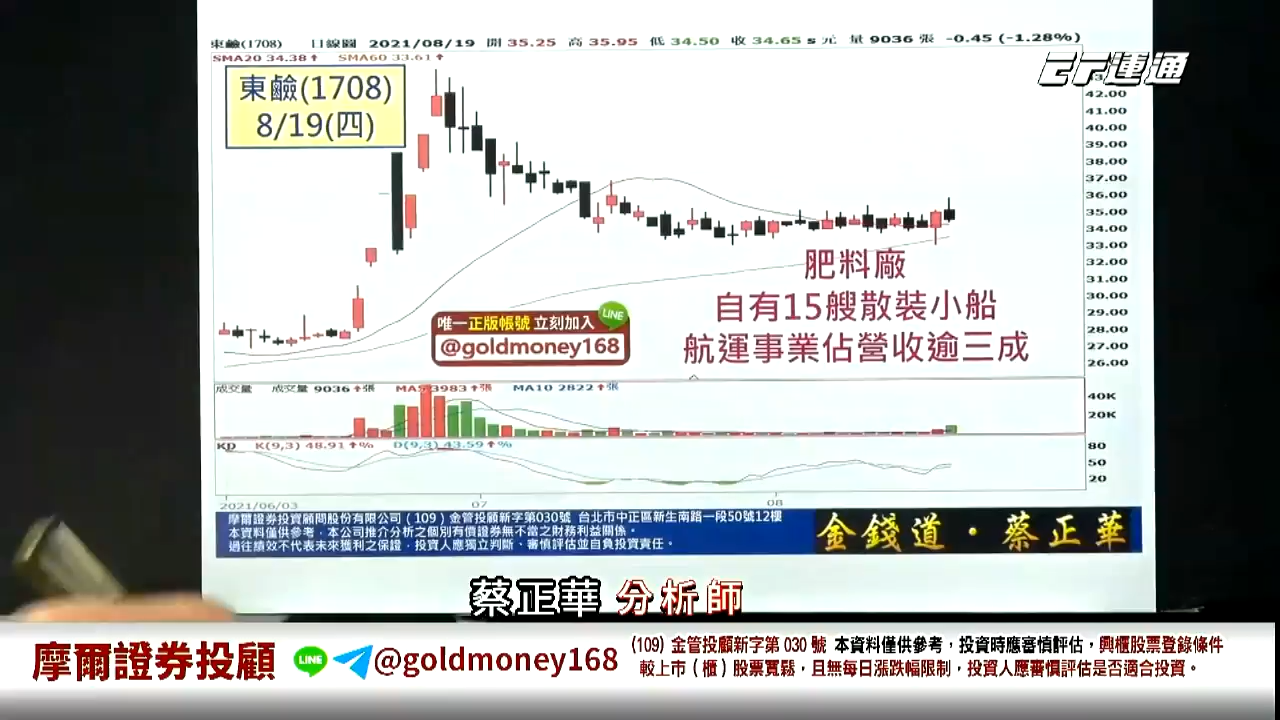 東鹼(1708) 日線圖 2021/08/19 開 35.25 高 35.95 低 34.50 收 34.65 s 元 量 9036 張 -0.45 (-1.28%)
SMA20 34.38↑ SMA60 33.61↑
ET運通
東鹼(1708)
8/19(四)
42.00
41.00
40.00
39.00
38.00
37.00
36.00
35.00
34.00
33.00
32.00
31.00
30.00
29.00
28.00
27.00
26.00
肥料廠
自有15艘散裝小船
航運事業佔營收逾三成
LINE
唯一正版帳號 立刻加入
@goldmoney168
成交量 成交量 9036↑張 MA5 3983↑張 MA10 2822↑張
40K
20K
KD K(9,3) 48.91↑% D(9,3) 43.59↑%
80
50
20
2021/06/03 07 08
摩爾證券投資顧問股份有限公司（109）金管投顧新字第030號 台北市中正區新生南路一段50號12樓
本資料僅供參考，本公司推介分析之個別有價證券無不當之財務利益關係。
過往績效不代表未來獲利之保證，投資人應獨立判斷、審慎評估並自負投資責任。
金錢道・蔡正華
蔡正華 分析師
摩爾證券投顧 LINE @goldmoney168
(109) 金管投顧新字第 030 號 本資料僅供參考，投資時應審慎評估，興櫃股票登錄條件
較上市（櫃）股票寬鬆，且無每日漲跌幅限制，投資人應審慎評估是否適合投資。